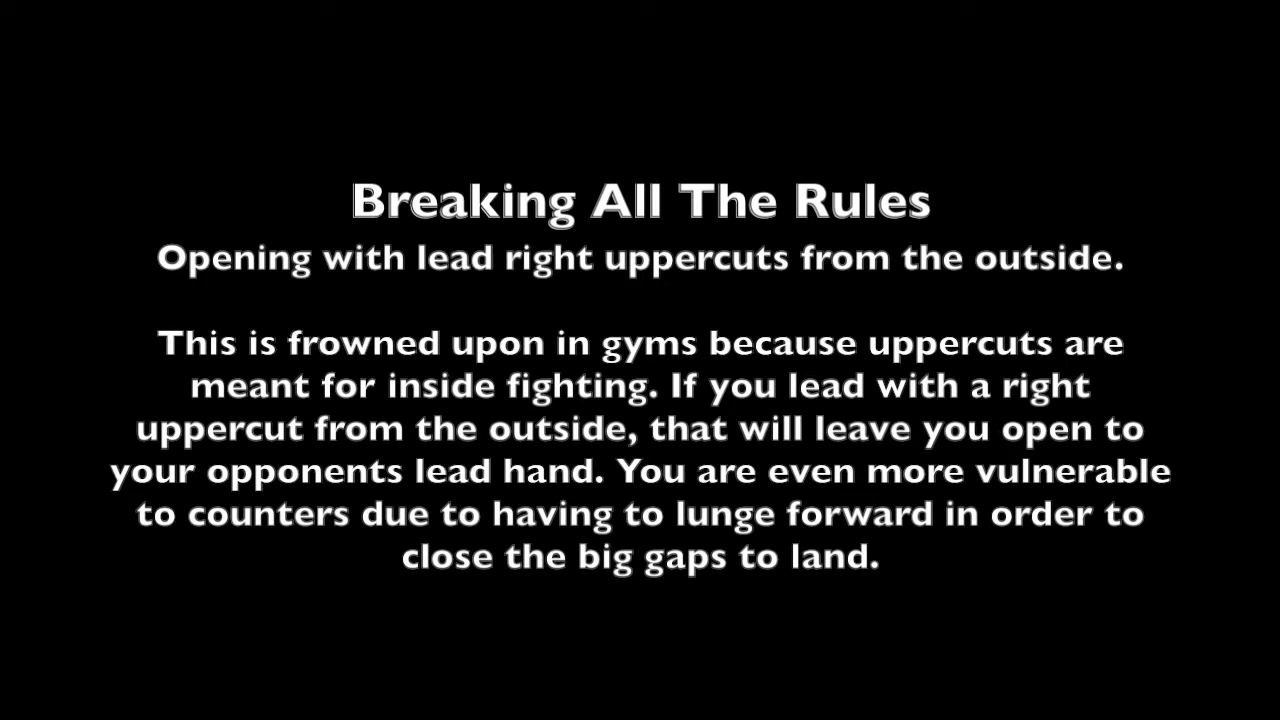 Breaking All The Rules
Opening with lead right uppercuts from the outside.
This is frowned upon in gyms because uppercuts are
meant for inside fighting. If you lead with a right
uppercut from the outside, that will leave you open to
your opponents lead hand. You are even more vulnerable
to counters due to having to lunge forward in order to
close the big gaps to land.